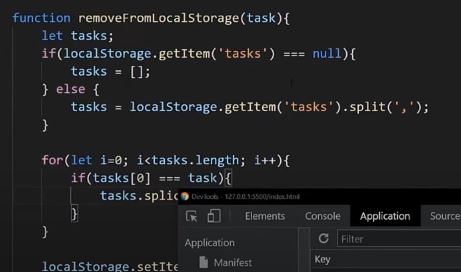 function removeFromLocalStorage(task){
let tasks;
if(localStorage.getItem('tasks') === null){
tasks = [];
} else {
tasks = localStorage.getItem('tasks').split(',');
}
for(let i=0; i<tasks.length; i++){
if(tasks[0] === task){
tasks.splic
}
}
localStorage.setIte
DevTools - 127.0.0.1:5500/index.html
Elements Console Application Source
Application
Filter
Manifest
Key